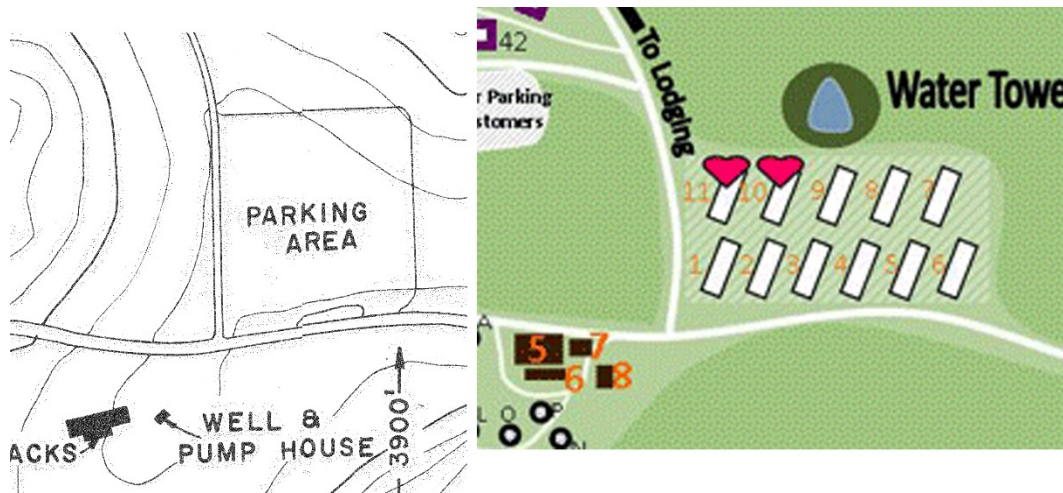 PARKING
AREA
ACKS
WELL &
PUMP HOUSE
3900'
42
To Lodging
r Parking
stomers
Water Towe
11 10 9 8 7
1 2 3 4 5 6
A
5 7
6 8
L O P
N